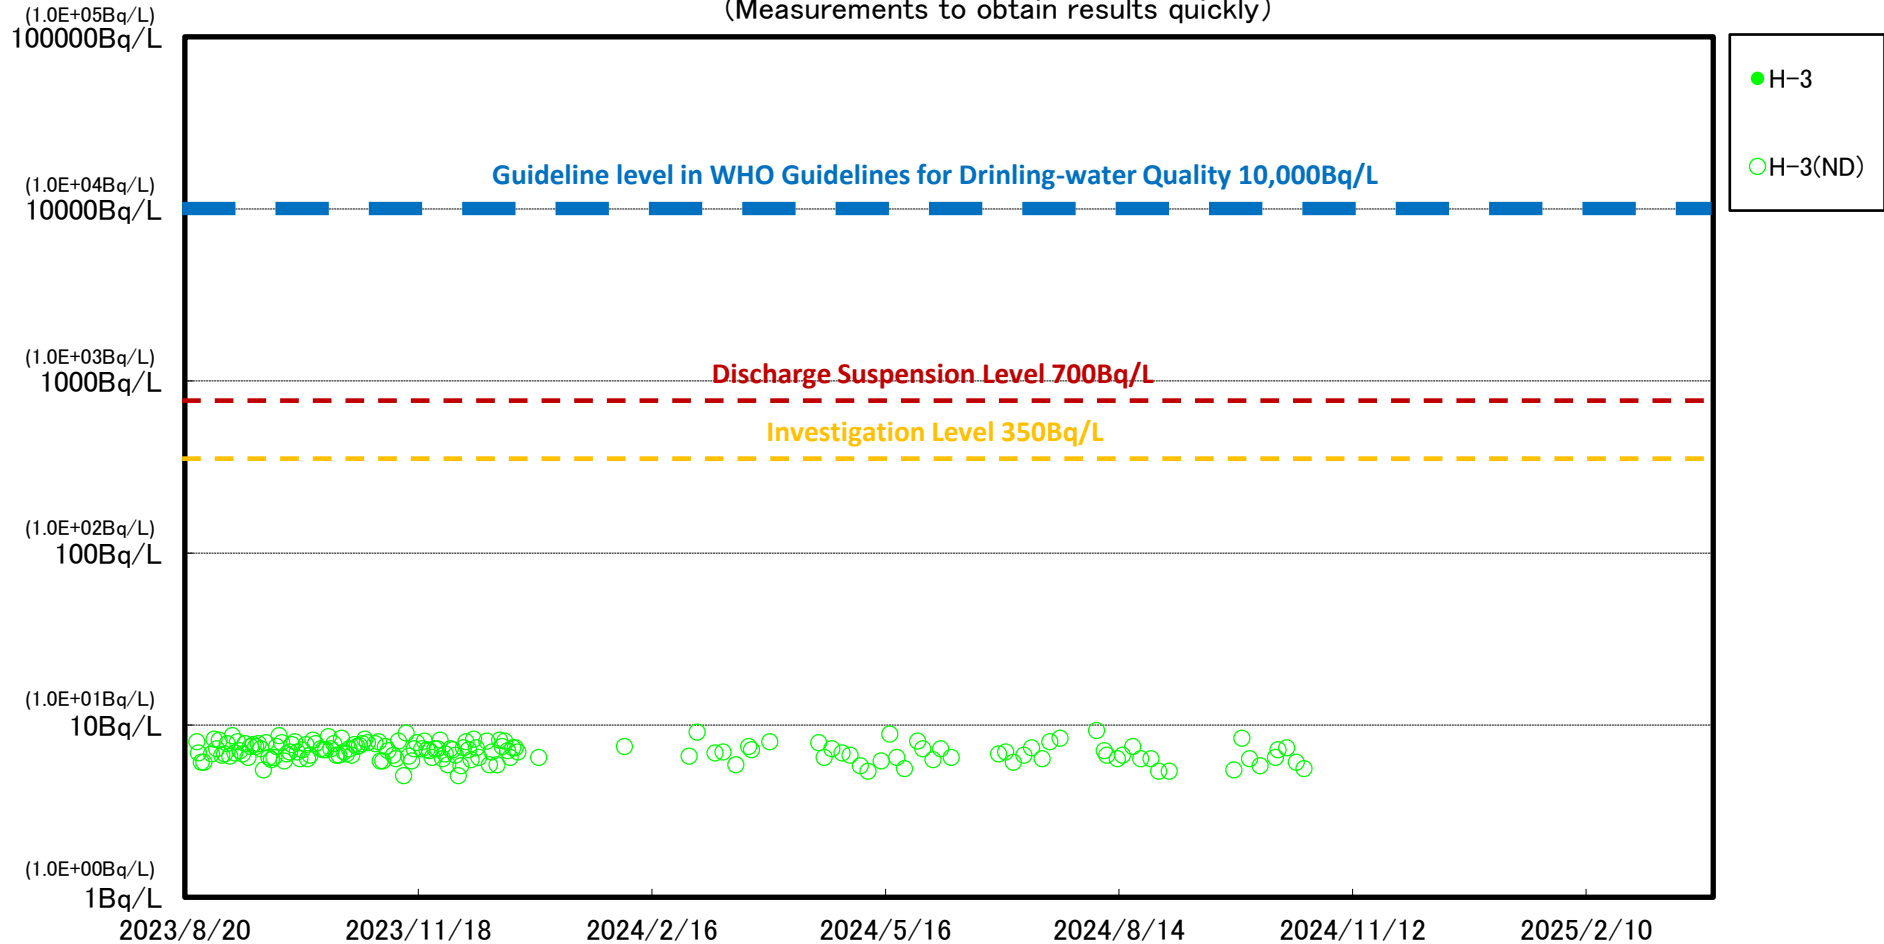 (Measurements to obtain results quickly)
(1.0E+05Bq/L)
100000Bq/L
H-3
H-3(ND)
Guideline level in WHO Guidelines for Drinling-water Quality 10,000Bq/L
(1.0E+04Bq/L)
10000Bq/L
(1.0E+03Bq/L)
1000Bq/L
Discharge Suspension Level 700Bq/L
Investigation Level 350Bq/L
(1.0E+02Bq/L)
100Bq/L
(1.0E+01Bq/L)
10Bq/L
(1.0E+00Bq/L)
1Bq/L
2023/8/20 2023/11/18 2024/2/16 2024/5/16 2024/8/14 2024/11/12 2025/2/10